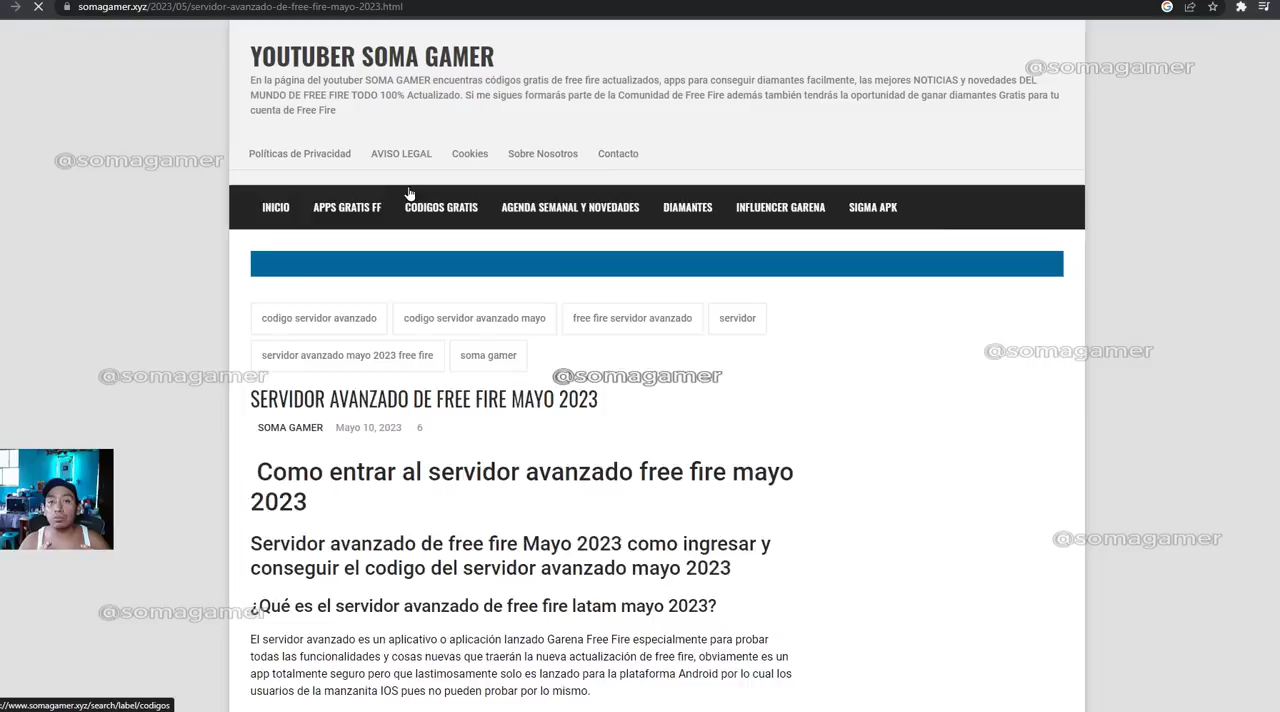 somagamer.xyz/2023/05/servidor-avanzado-de-free-fire-mayo-2023.html
YOUTUBER SOMA GAMER
En la página del youtuber SOMA GAMER encuentras códigos gratis de free fire actualizados, apps para conseguir diamantes facilmente, las mejores NOTICIAS y novedades DEL
MUNDO DE FREE FIRE TODO 100% Actualizado. Si me sigues formarás parte de la Comunidad de Free Fire además también tendrás la oportunidad de ganar diamantes Gratis para tu
cuenta de Free Fire
@somagamer
Políticas de Privacidad AVISO LEGAL Cookies Sobre Nosotros Contacto
@somagamer
INICIO APPS GRATIS FF CODIGOS GRATIS AGENDA SEMANAL Y NOVEDADES DIAMANTES INFLUENCER GARENA SIGMA APK
codigo servidor avanzado codigo servidor avanzado mayo free fire servidor avanzado servidor
servidor avanzado mayo 2023 free fire soma gamer
@somagamer
@somagamer
@somagamer
SERVIDOR AVANZADO DE FREE FIRE MAYO 2023
SOMA GAMER Mayo 10, 2023 6
Como entrar al servidor avanzado free fire mayo
2023
Servidor avanzado de free fire Mayo 2023 como ingresar y
conseguir el codigo del servidor avanzado mayo 2023
@somagamer
¿Qué es el servidor avanzado de free fire latam mayo 2023?
@somagamer
El servidor avanzado es un aplicativo o aplicación lanzado Garena Free Fire especialmente para probar
todas las funcionalidades y cosas nuevas que traerán la nueva actualización de free fire, obviamente es un
app totalmente seguro pero que lastimosamente solo es lanzado para la plataforma Android por lo cual los
usuarios de la manzanita IOS pues no pueden probar por lo mismo.
://www.somagamer.xyz/search/label/codigos